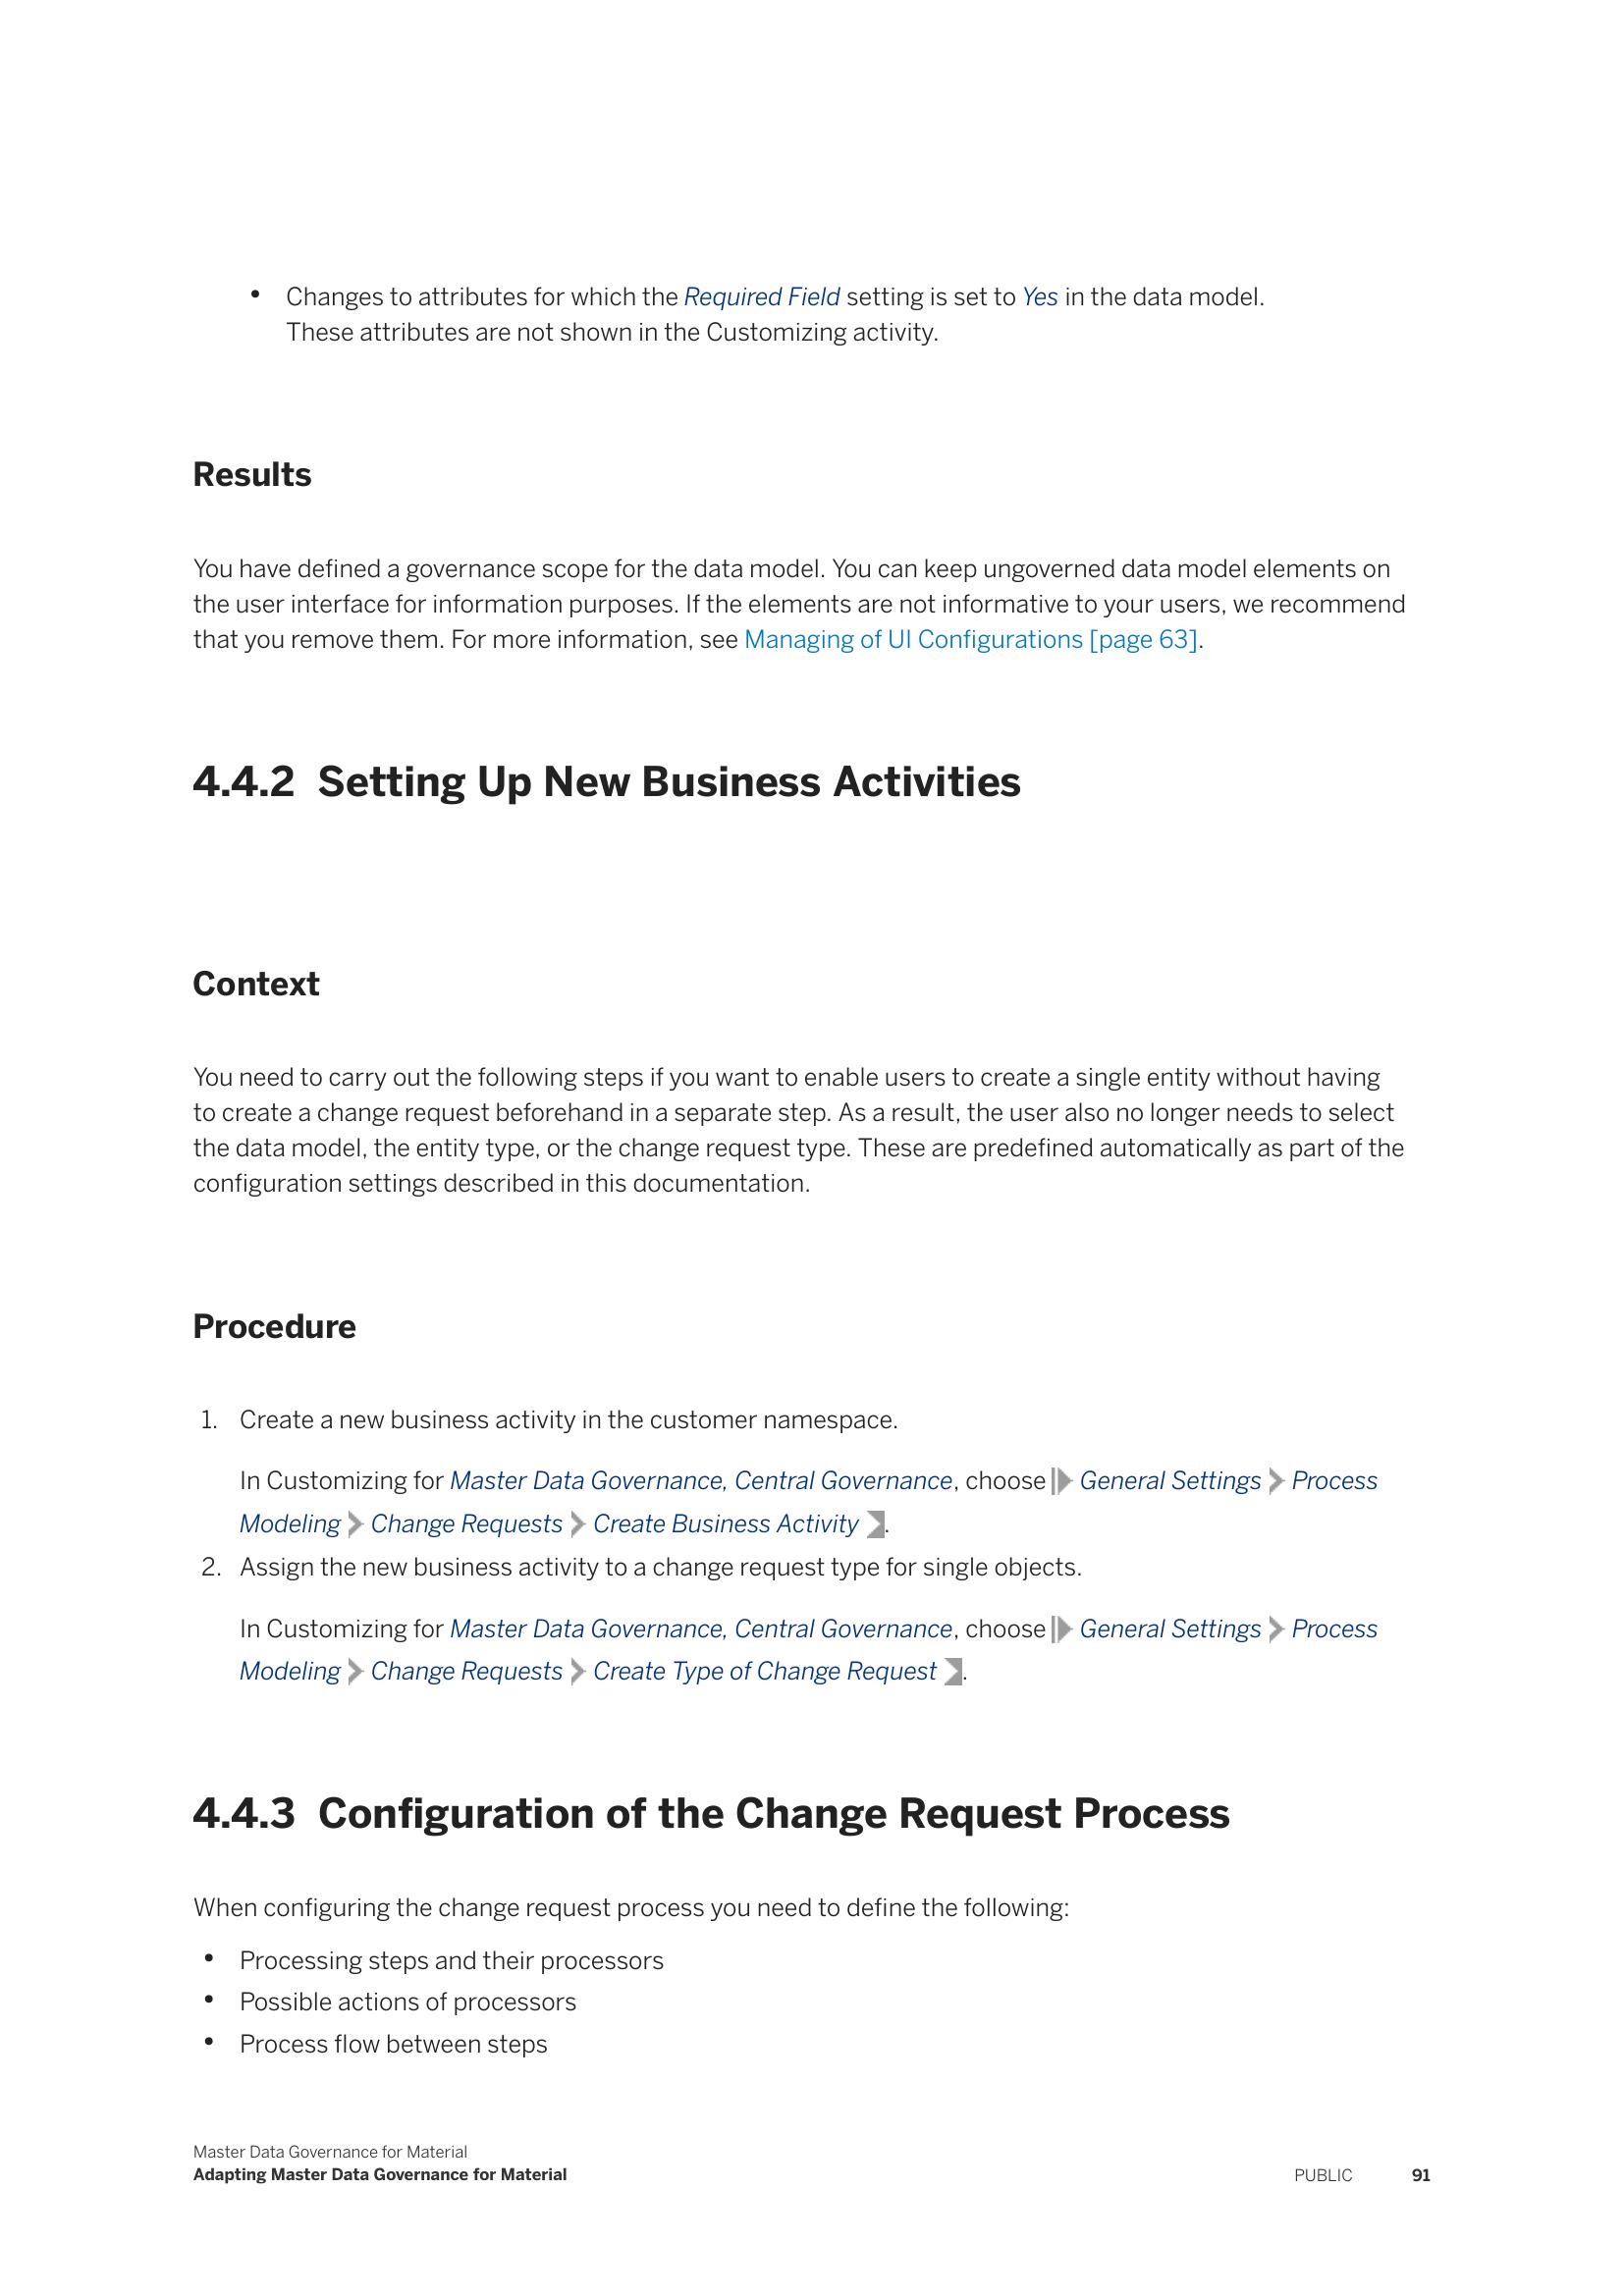 • Changes to attributes for which the Required Field setting is set to Yes in the data model.
These attributes are not shown in the Customizing activity.
Results
You have defined a governance scope for the data model. You can keep ungoverned data model elements on
the user interface for information purposes. If the elements are not informative to your users, we recommend
that you remove them. For more information, see Managing of UI Configurations [page 63].
4.4.2 Setting Up New Business Activities
Context
You need to carry out the following steps if you want to enable users to create a single entity without having
to create a change request beforehand in a separate step. As a result, the user also no longer needs to select
the data model, the entity type, or the change request type. These are predefined automatically as part of the
configuration settings described in this documentation.
Procedure
1. Create a new business activity in the customer namespace.
In Customizing for Master Data Governance, Central Governance, choose General Settings Process
Modeling Change Requests Create Business Activity .
2. Assign the new business activity to a change request type for single objects.
In Customizing for Master Data Governance, Central Governance, choose General Settings Process
Modeling Change Requests Create Type of Change Request .
4.4.3 Configuration of the Change Request Process
When configuring the change request process you need to define the following:
• Processing steps and their processors
• Possible actions of processors
• Process flow between steps
Master Data Governance for Material
Adapting Master Data Governance for Material PUBLIC 91